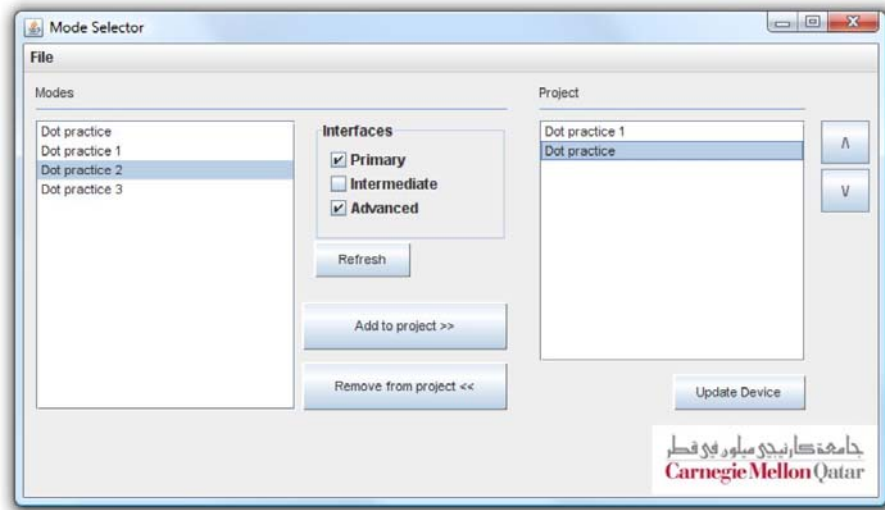 Mode Selector
File
Modes
Dot practice
Dot practice 1
Dot practice 2
Dot practice 3
Interfaces
Primary
Intermediate
Advanced
Refresh
Add to project >>
Remove from project <<
Project
Dot practice 1
Dot practice
Λ
V
Update Device
جامعة كارنيجي ميلون في قطر
Carnegie Mellon Qatar